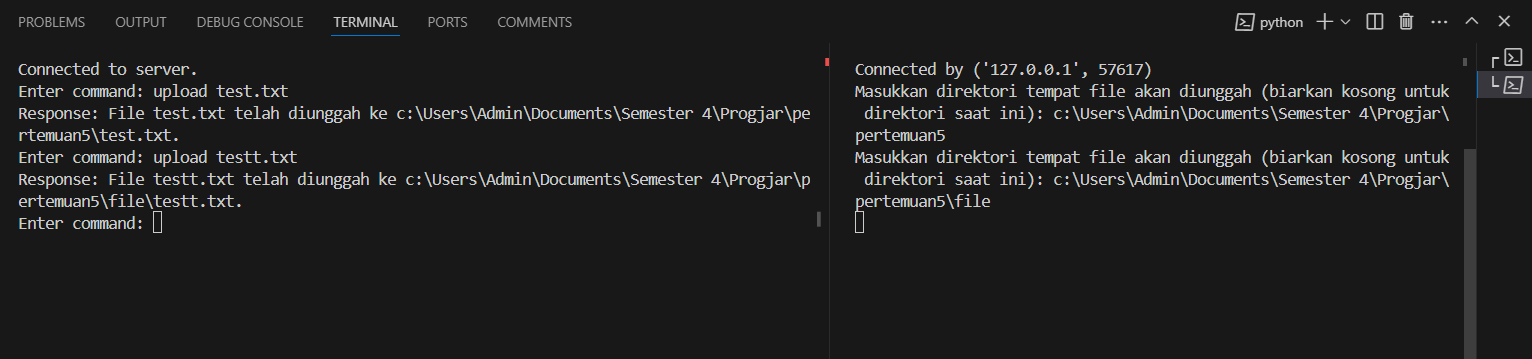 PROBLEMS OUTPUT DEBUG CONSOLE TERMINAL PORTS COMMENTS
python
Connected to server.
Enter command: upload test.txt
Response: File test.txt telah diunggah ke c:\Users\Admin\Documents\Semester 4\Progjar\pe
rtemuan5\test.txt.
Enter command: upload testt.txt
Response: File testt.txt telah diunggah ke c:\Users\Admin\Documents\Semester 4\Progjar\p
ertemuan5\file\testt.txt.
Enter command:
Connected by ('127.0.0.1', 57617)
Masukkan direktori tempat file akan diunggah (biarkan kosong untuk
direktori saat ini): c:\Users\Admin\Documents\Semester 4\Progjar\
pertemuan5
Masukkan direktori tempat file akan diunggah (biarkan kosong untuk
direktori saat ini): c:\Users\Admin\Documents\Semester 4\Progjar\
pertemuan5\file